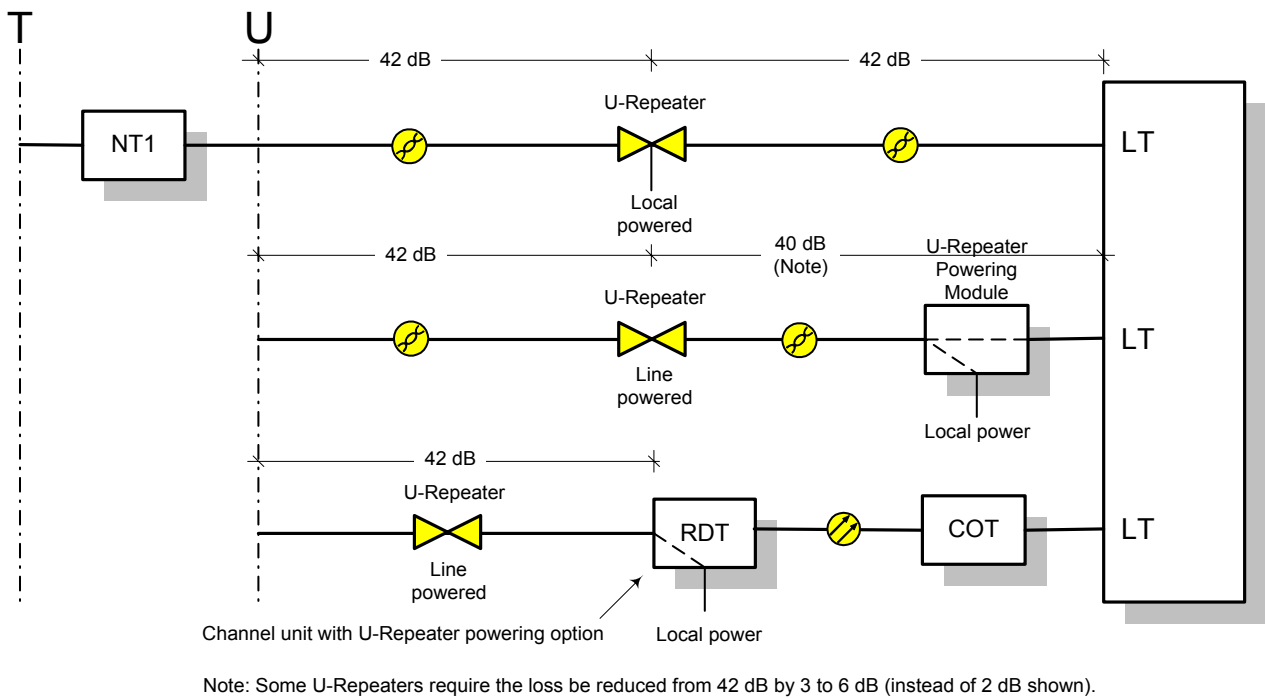 T
U
42 dB
42 dB
U-Repeater
NT1
LT
Local
powered
42 dB
40 dB
(Note)
U-Repeater
Powering
Module
U-Repeater
LT
Line
powered
Local power
42 dB
U-Repeater
RDT
COT
LT
Line
powered
Channel unit with U-Repeater powering option
Local power
Note: Some U-Repeaters require the loss be reduced from 42 dB by 3 to 6 dB (instead of 2 dB shown).